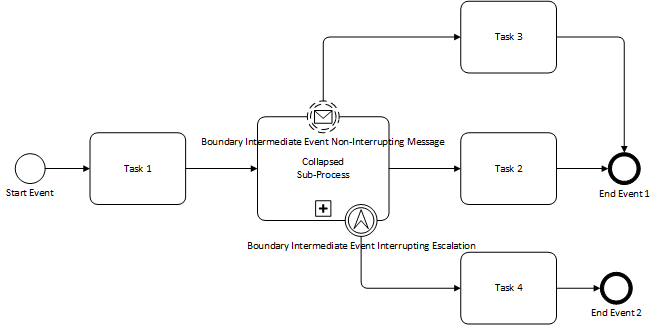 Task 3
Boundary Intermediate Event Non-Interrupting Message
Start Event
Task 1
Collapsed
Sub-Process
Task 2
End Event 1
Boundary Intermediate Event Interrupting Escalation
Task 4
End Event 2